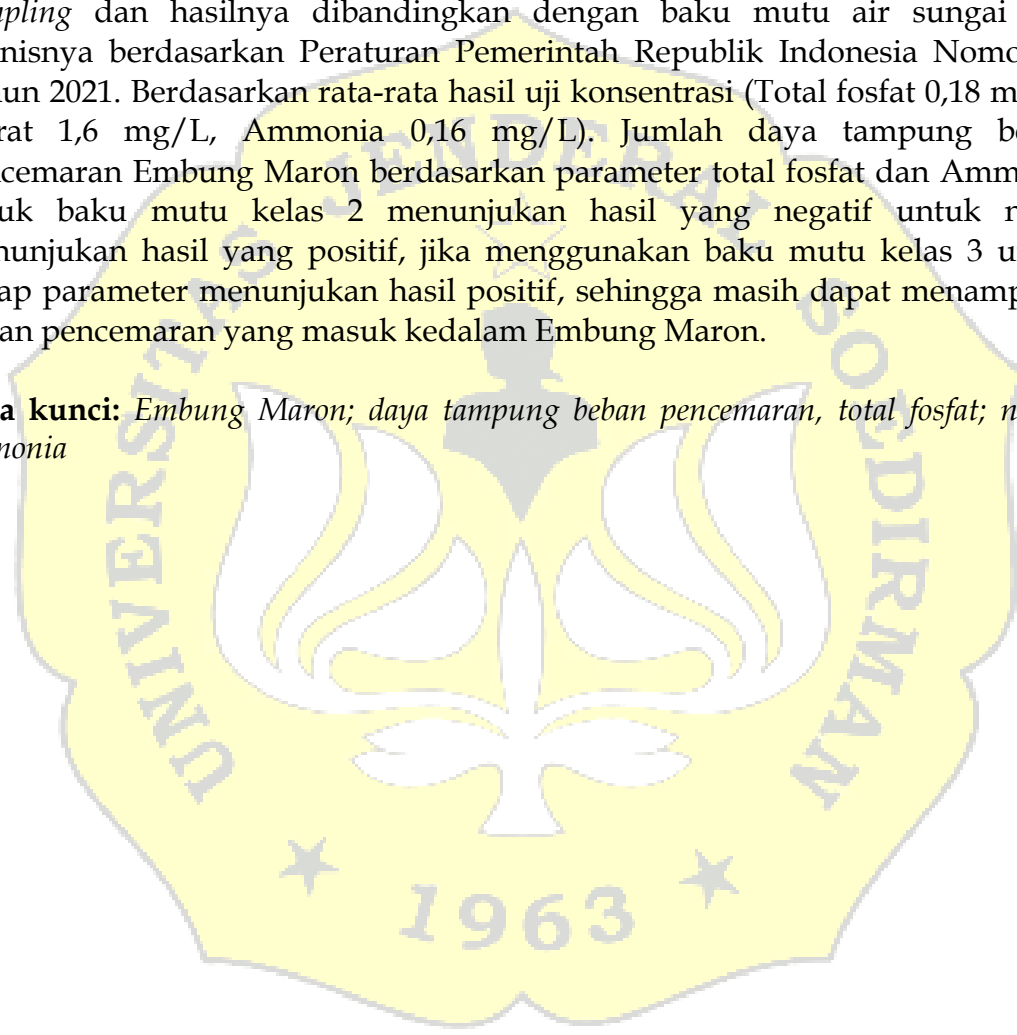 pling dan hasilnya dibandingkan dengan baku mutu air sungai
nisnya berdasarkan Peraturan Pemerintah Republik Indonesia Nomo
un 2021. Berdasarkan rata-rata hasil uji konsentrasi (Total fosfat 0,18 m
rat 1,6 mg/L, Ammonia 0,16 mg/L). Jumlah daya tampung be
cemaran Embung Maron berdasarkan parameter total fosfat dan Amm
uk baku mutu kelas 2 menunjukan hasil yang negatif untuk n
nunjukan hasil yang positif, jika menggunakan baku mutu kelas 3 u
ap parameter menunjukan hasil positif, sehingga masih dapat menamp
an pencemaran yang masuk kedalam Embung Maron.
a kunci: Embung Maron; daya tampung beban pencemaran, total fosfat; n
nonia
UNIVERSITAS JENDERAL SOEDIRMAN
1963